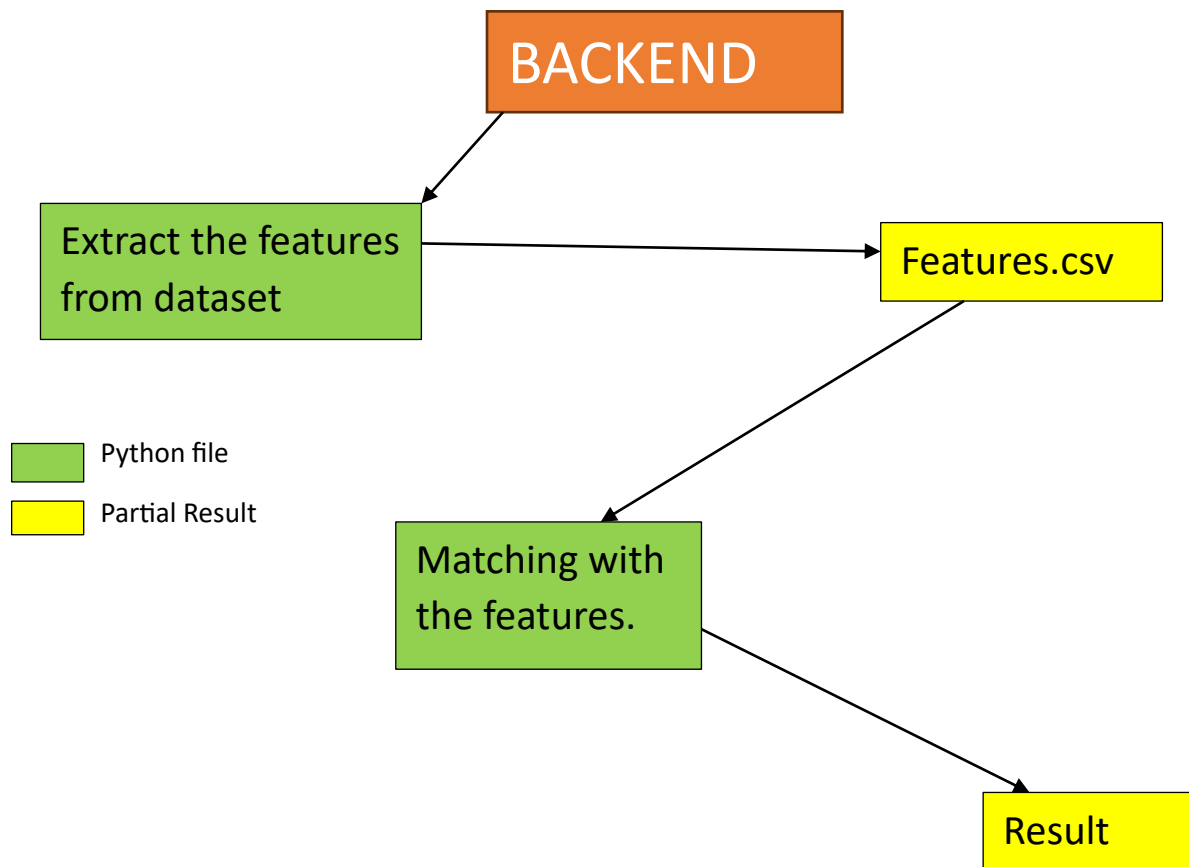 BACKEND
Extract the features
from dataset
Features.csv
Python file
Partial Result
Matching with
the features.
Result